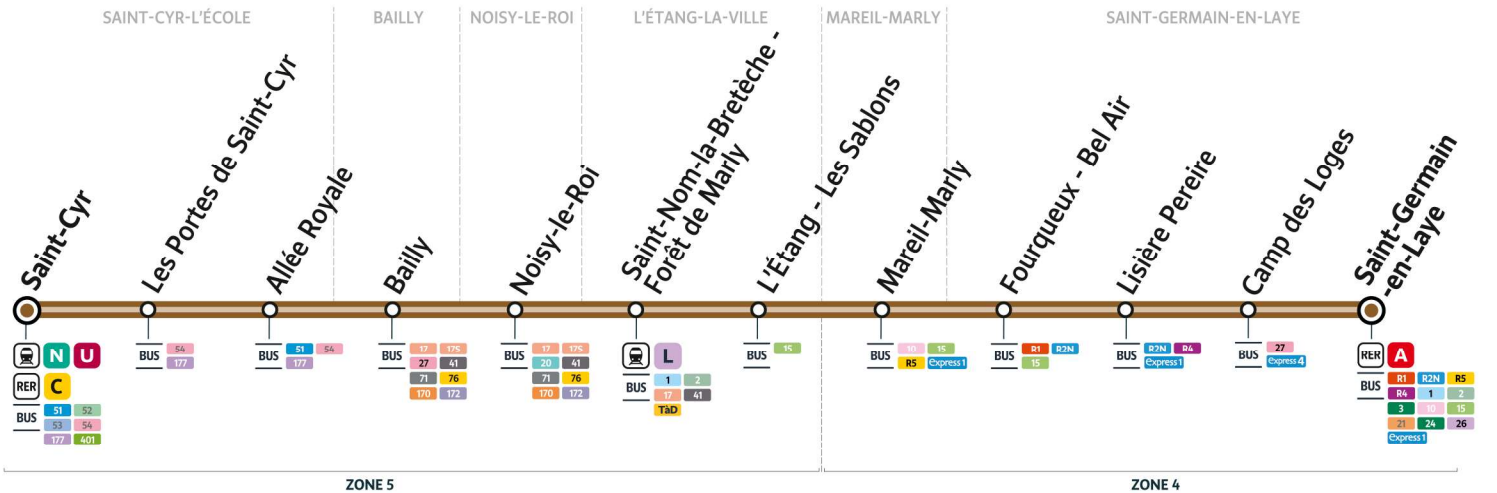 SAINT-CYR-L'ÉCOLE
BAILLY
NOISY-LE-ROI
L'ÉTANG-LA-VILLE
MAREIL-MARLY
SAINT-GERMAIN-EN-LAYE
Saint-Cyr
Les Portes de Saint-Cyr
Allée Royale
Bailly
Noisy-le-Roi
Saint-Nom-la-Bretèche -
Forêt de Marly
L'Étang - Les Sablons
Mareil-Marly
Fourqueux - Bel Air
Lisière Pereire
Camp des Loges
Saint-Germain
-en-Laye
N U
RER C
BUS
51 52
53 54
177 401
BUS
54
177
BUS
51 54
177
BUS
17 17S
27 41
71 76
170 172
BUS
17 17S
20 41
71 76
170 172
L
BUS
1 2
17 41
TàD
BUS
15
BUS
10 15
R5 express 1
BUS
R1 R2N
15
BUS
R2N R4
express 1
BUS
27
express 4
RER A
BUS
R1 R2N R5
R4 1 2
3 10 15
21 24 26
express 1
ZONE 5
ZONE 4